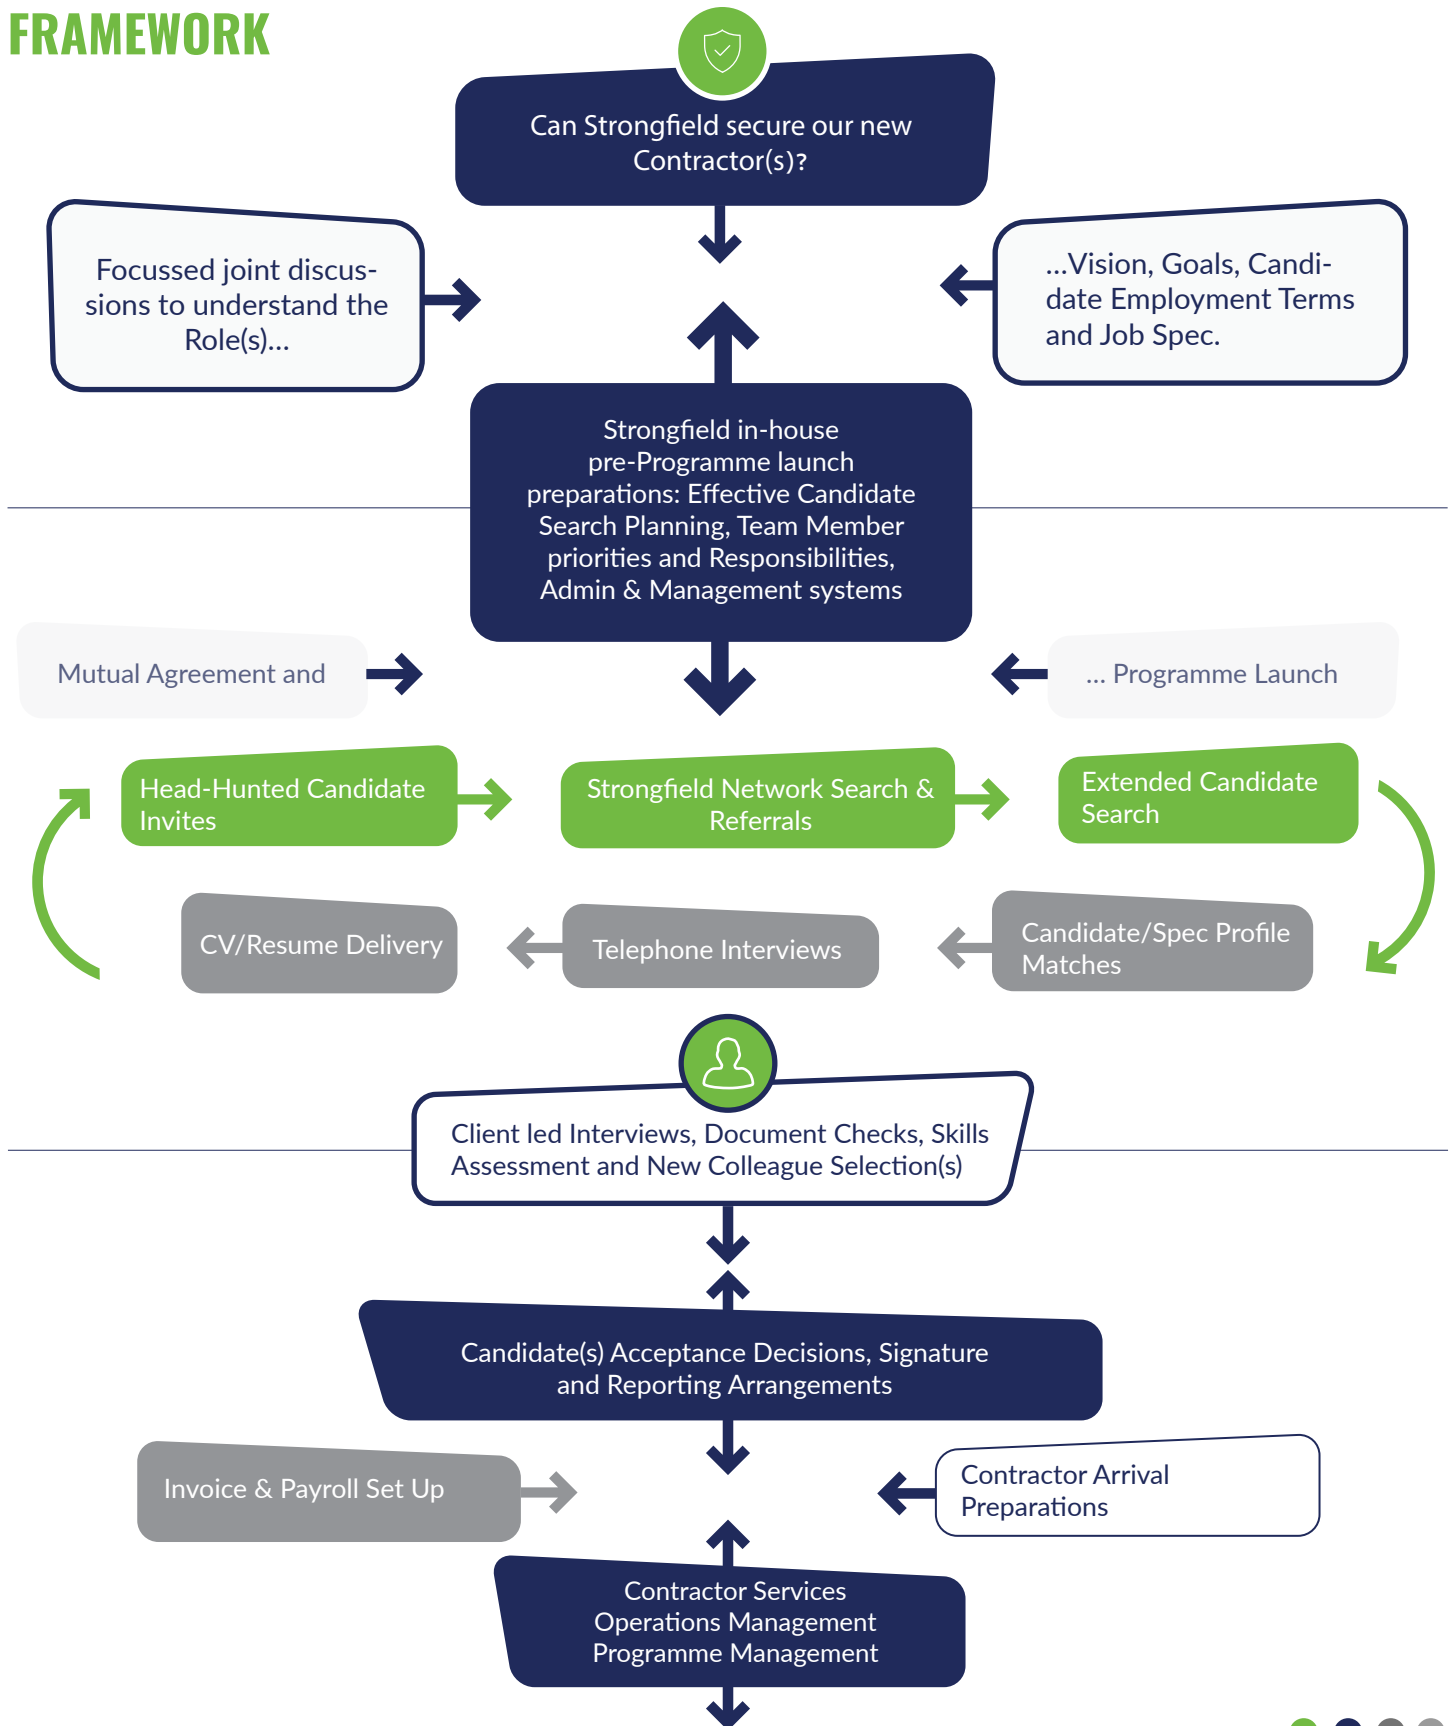 FRAMEWORK
Can Strongfield secure our new
Contractor(s)?
Focussed joint discus-
sions to understand the
Role(s)...
...Vision, Goals, Candi-
date Employment Terms
and Job Spec.
Strongfield in-house
pre-Programme launch
preparations: Effective Candidate
Search Planning, Team Member
priorities and Responsibilities,
Admin & Management systems
Mutual Agreement and
... Programme Launch
Head-Hunted Candidate
Invites
Strongfield Network Search &
Referrals
Extended Candidate
Search
CV/Resume Delivery
Telephone Interviews
Candidate/Spec Profile
Matches
Client led Interviews, Document Checks, Skills
Assessment and New Colleague Selection(s)
Candidate(s) Acceptance Decisions, Signature
and Reporting Arrangements
Invoice & Payroll Set Up
Contractor Arrival
Preparations
Contractor Services
Operations Management
Programme Management